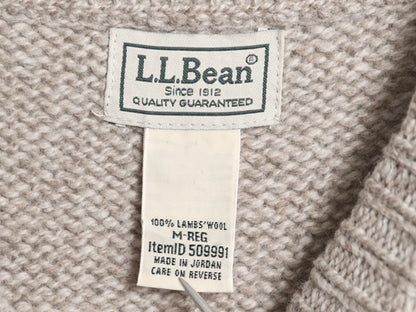 L.L.Bean®
Since 1912
QUALITY GUARANTEED
100% LAMBS'WOOL
M-REG
ItemID 509991
MADE IN JORDAN
CARE ON REVERSE